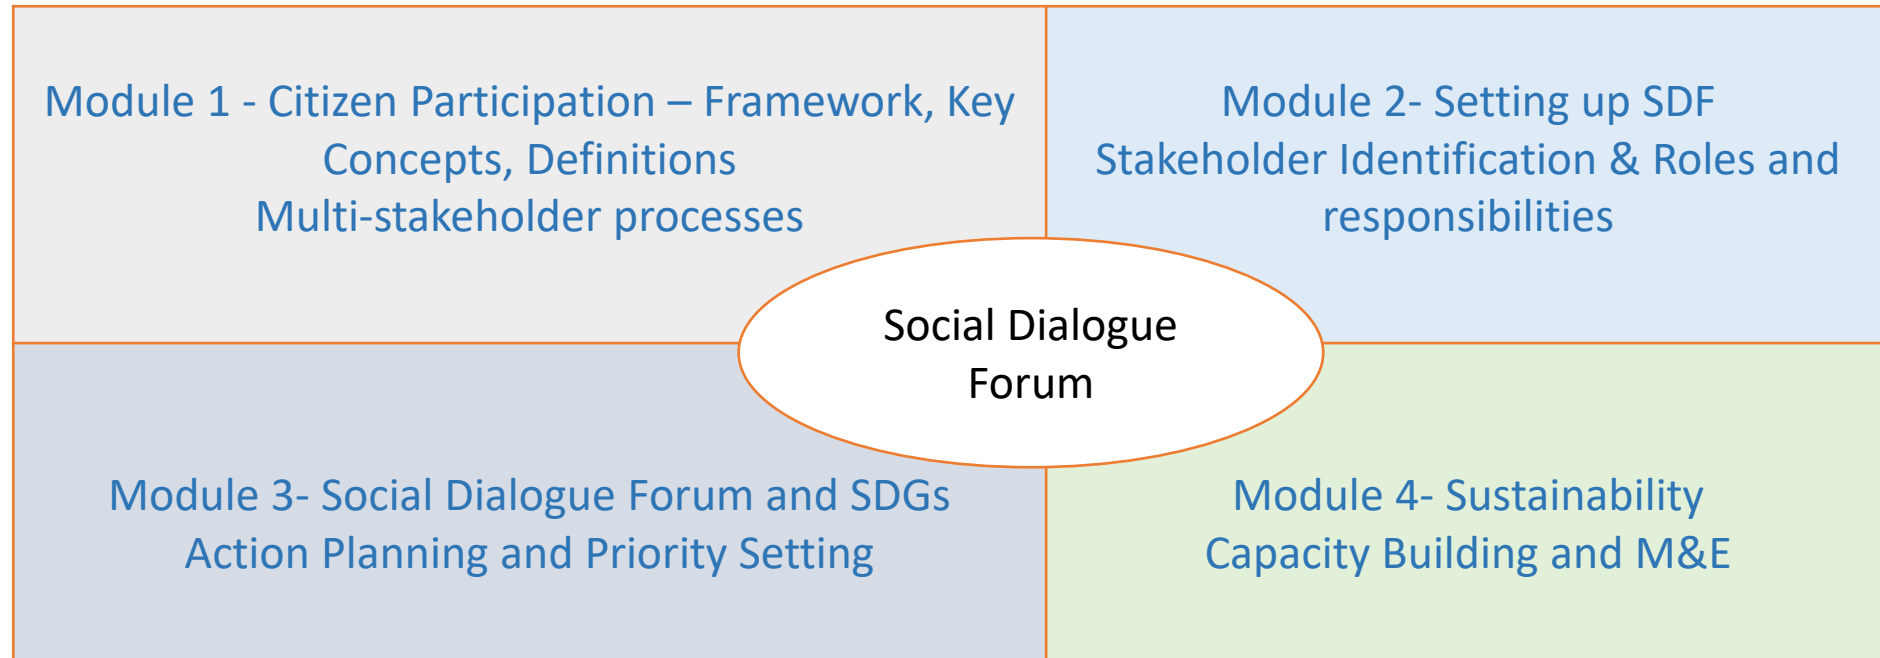 Module 1 - Citizen Participation – Framework, Key
Concepts, Definitions
Multi-stakeholder processes
Module 2- Setting up SDF
Stakeholder Identification & Roles and
responsibilities
Social Dialogue
Forum
Module 3- Social Dialogue Forum and SDGs
Action Planning and Priority Setting
Module 4- Sustainability
Capacity Building and M&E